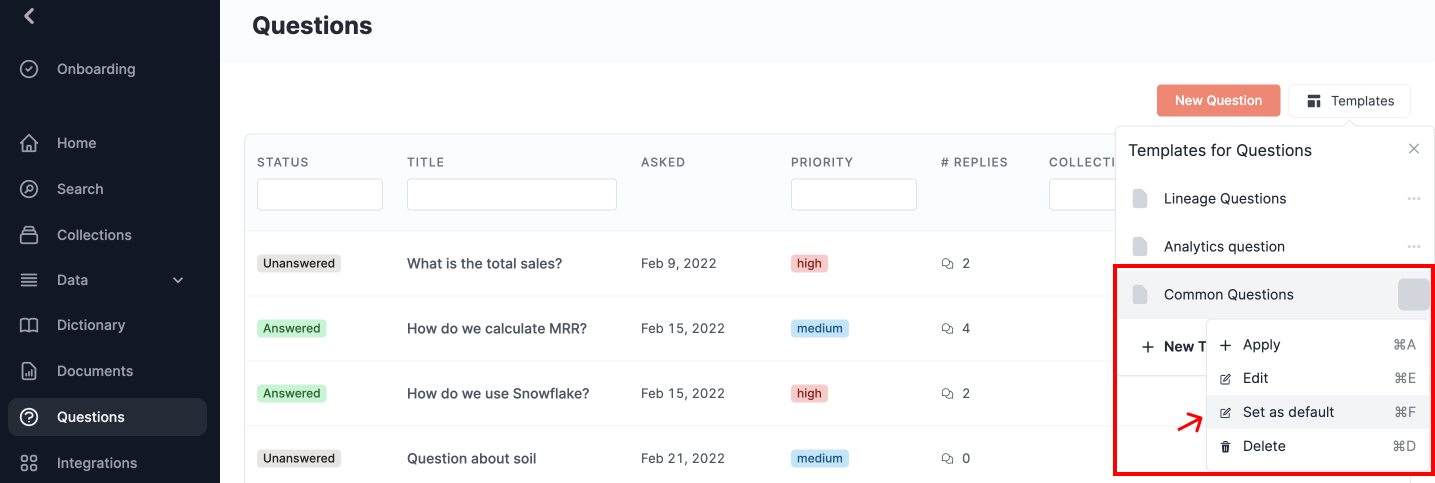 Questions
Onboarding
Home
Search
Collections
Data
Dictionary
Documents
Questions
Integrations
New Question
Templates
STATUS TITLE ASKED PRIORITY # REPLIES COLLECTI
Unanswered What is the total sales? Feb 9, 2022 high 2
Answered How do we calculate MRR? Feb 15, 2022 medium 4
Answered How do we use Snowflake? Feb 15, 2022 high 2
Unanswered Question about soil Feb 21, 2022 medium 0
Templates for Questions
Lineage Questions
Analytics question
Common Questions
New T
Apply ⌘A
Edit ⌘E
Set as default ⌘F
Delete ⌘D